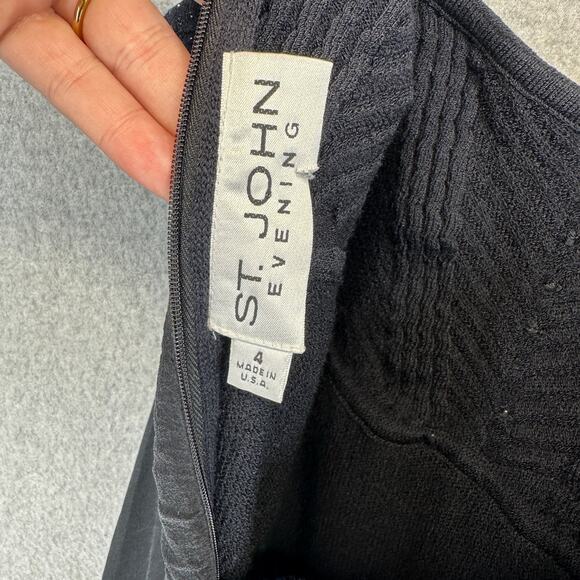 ST. JOHN
EVENING
4
MADE IN
U.S.A.